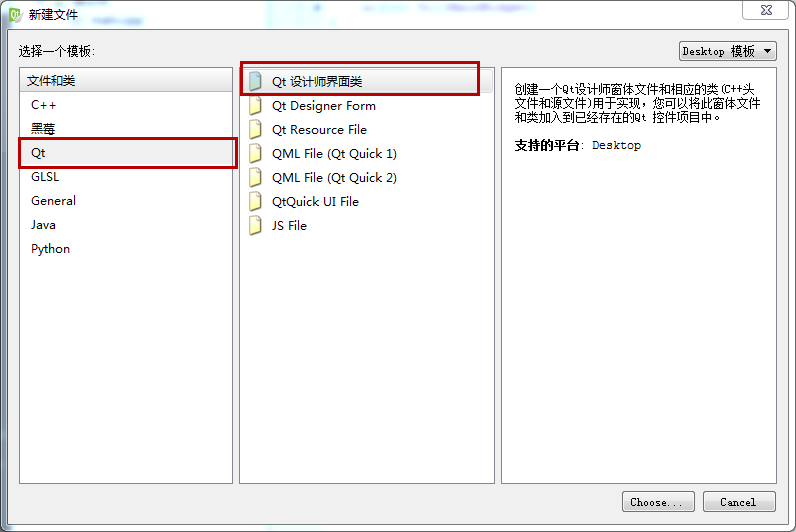 新建文件
选择一个模板:
Desktop 模板
文件和类
C++
黑莓
Qt
GLSL
General
Java
Python
Qt 设计师界面类
Qt Designer Form
Qt Resource File
QML File (Qt Quick 1)
QML File (Qt Quick 2)
QtQuick UI File
JS File
创建一个Qt设计师窗体文件和相应的类(C++头
文件和源文件)用于实现，您可以将此窗体文件
和类加入到已经存在的Qt 控件项目中。
支持的平台: Desktop
Choose...
Cancel